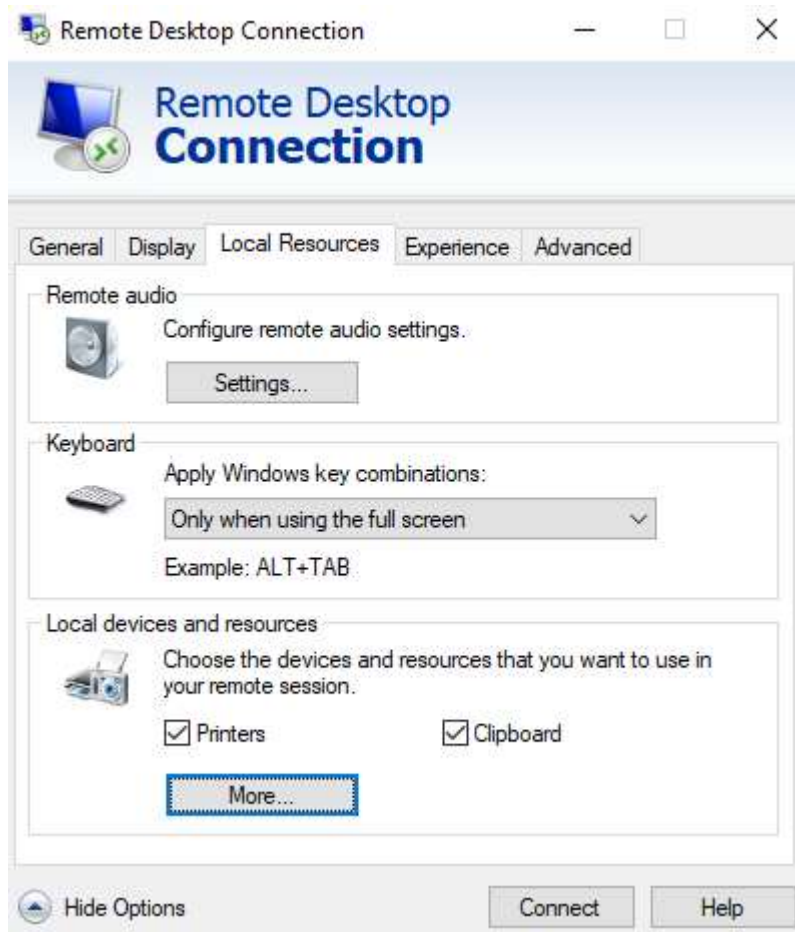 Remote Desktop Connection
Remote Desktop
Connection
General Display Local Resources Experience Advanced
Remote audio
Configure remote audio settings.
Settings...
Keyboard
Apply Windows key combinations:
Only when using the full screen
Example: ALT+TAB
Local devices and resources
Choose the devices and resources that you want to use in
your remote session.
Printers Clipboard
More...
Hide Options Connect Help